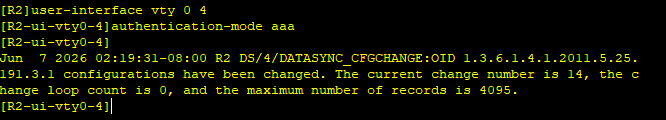 [R2]user-interface vty 0 4
[R2-ui-vty0-4]authentication-mode aaa
[R2-ui-vty0-4]
Jun  7 2026 02:19:31-08:00 R2 DS/4/DATASYNC_CFGCHANGE:OID 1.3.6.1.4.1.2011.5.25.
191.3.1 configurations have been changed. The current change number is 14, the c
hange loop count is 0, and the maximum number of records is 4095.
[R2-ui-vty0-4]